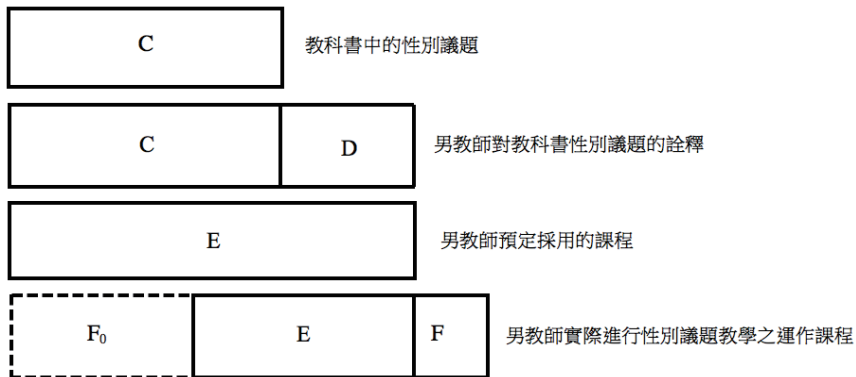 C 教科書中的性別議題
C D 男教師對教科書性別議題的詮釋
E 男教師預定採用的課程
F₀ E F 男教師實際進行性別議題教學之運作課程